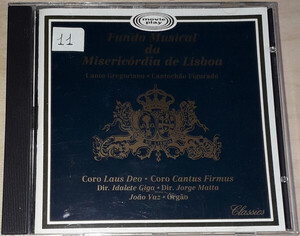 movie
play
11
Fundo Musical
da
Misericórdia de Lisboa
Canto Gregoriano • Cantochão Figurado
Coro Laus Deo • Coro Cantus Firmus
Dir. Idalete Giga • Dir. Jorge Matta
João Vaz • Órgão
Classics